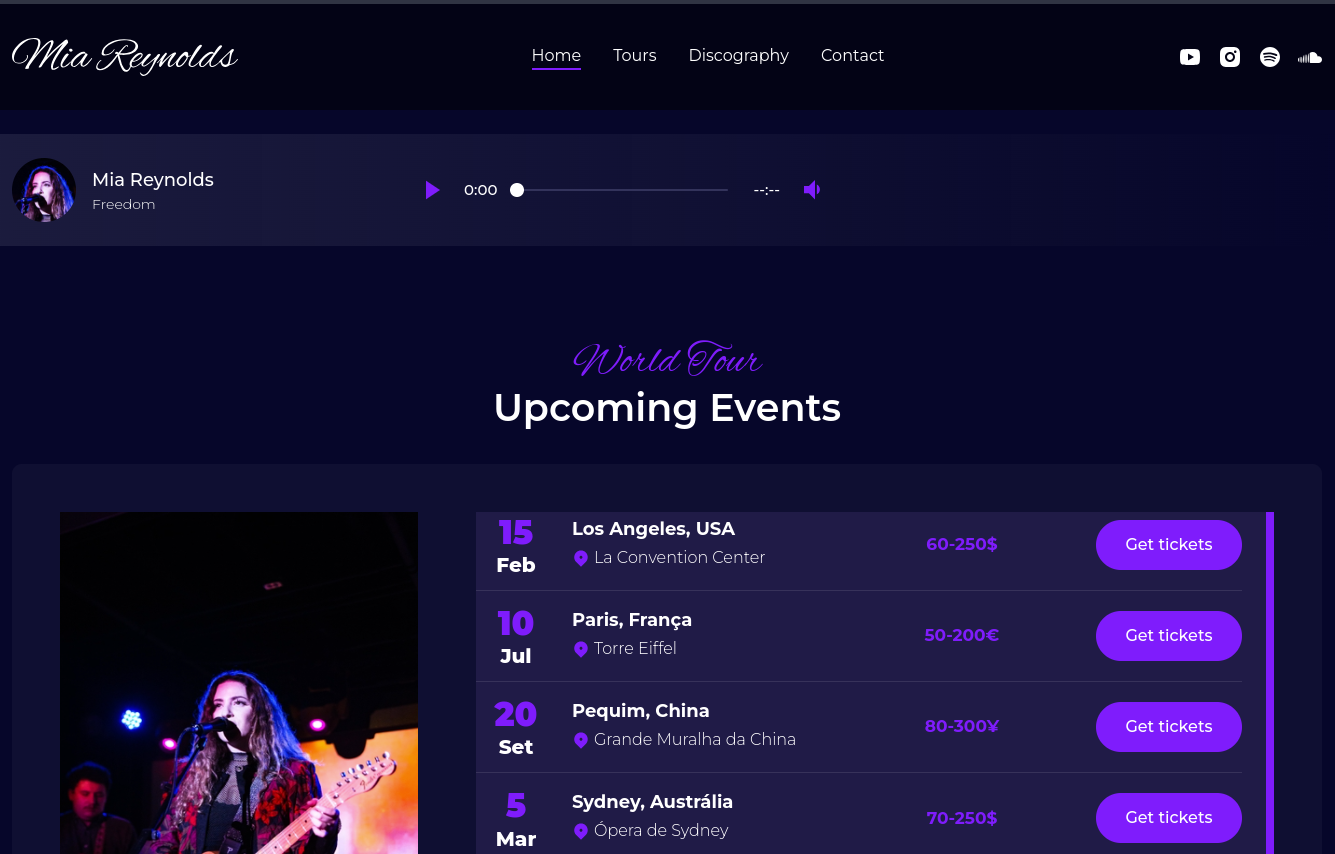 Mia Reynolds
Home Tours Discography Contact
Mia Reynolds
Freedom
0:00 --:--
World Tour
Upcoming Events
15 Feb
Los Angeles, USA
La Convention Center
60-250$
Get tickets
10 Jul
Paris, França
Torre Eiffel
50-200€
Get tickets
20 Set
Pequim, China
Grande Muralha da China
80-300¥
Get tickets
5 Mar
Sydney, Austrália
Ópera de Sydney
70-250$
Get tickets